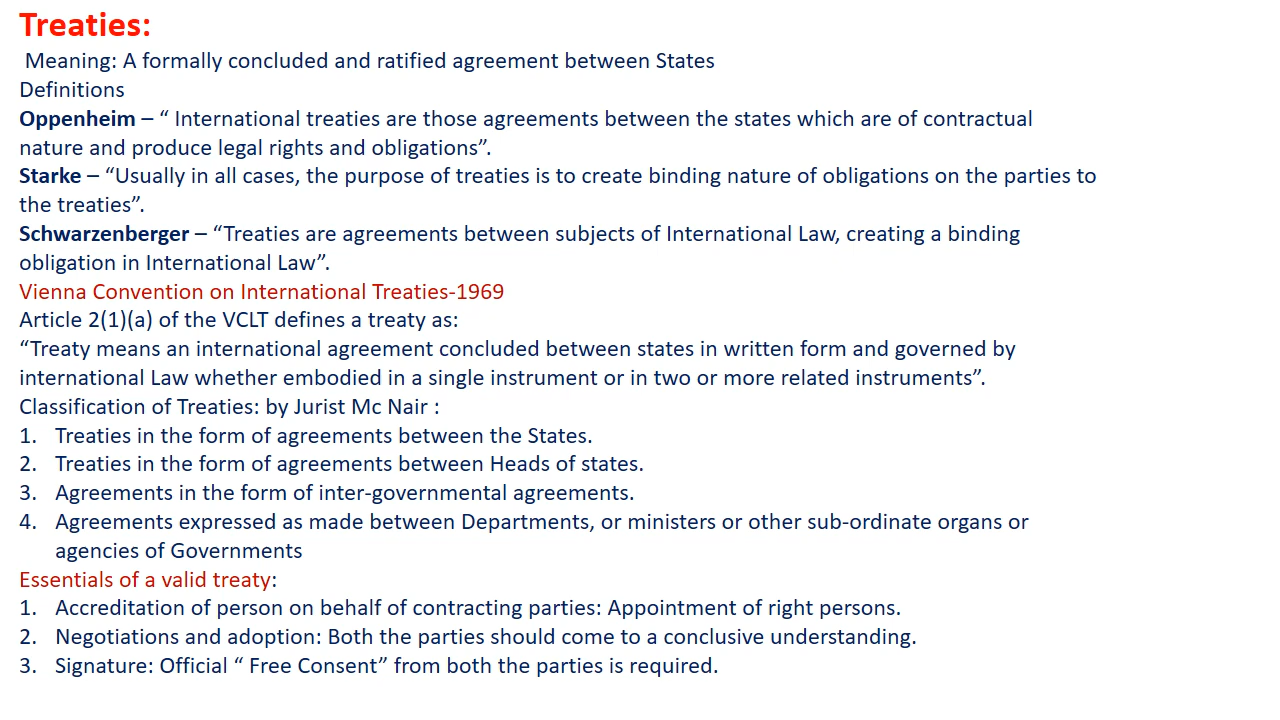 Treaties:
Meaning: A formally concluded and ratified agreement between States
Definitions
Oppenheim – “ International treaties are those agreements between the states which are of contractual
nature and produce legal rights and obligations”.
Starke – “Usually in all cases, the purpose of treaties is to create binding nature of obligations on the parties to
the treaties”.
Schwarzenberger – “Treaties are agreements between subjects of International Law, creating a binding
obligation in International Law”.
Vienna Convention on International Treaties-1969
Article 2(1)(a) of the VCLT defines a treaty as:
“Treaty means an international agreement concluded between states in written form and governed by
international Law whether embodied in a single instrument or in two or more related instruments”.
Classification of Treaties: by Jurist Mc Nair :
1. Treaties in the form of agreements between the States.
2. Treaties in the form of agreements between Heads of states.
3. Agreements in the form of inter-governmental agreements.
4. Agreements expressed as made between Departments, or ministers or other sub-ordinate organs or
agencies of Governments
Essentials of a valid treaty:
1. Accreditation of person on behalf of contracting parties: Appointment of right persons.
2. Negotiations and adoption: Both the parties should come to a conclusive understanding.
3. Signature: Official “ Free Consent” from both the parties is required.